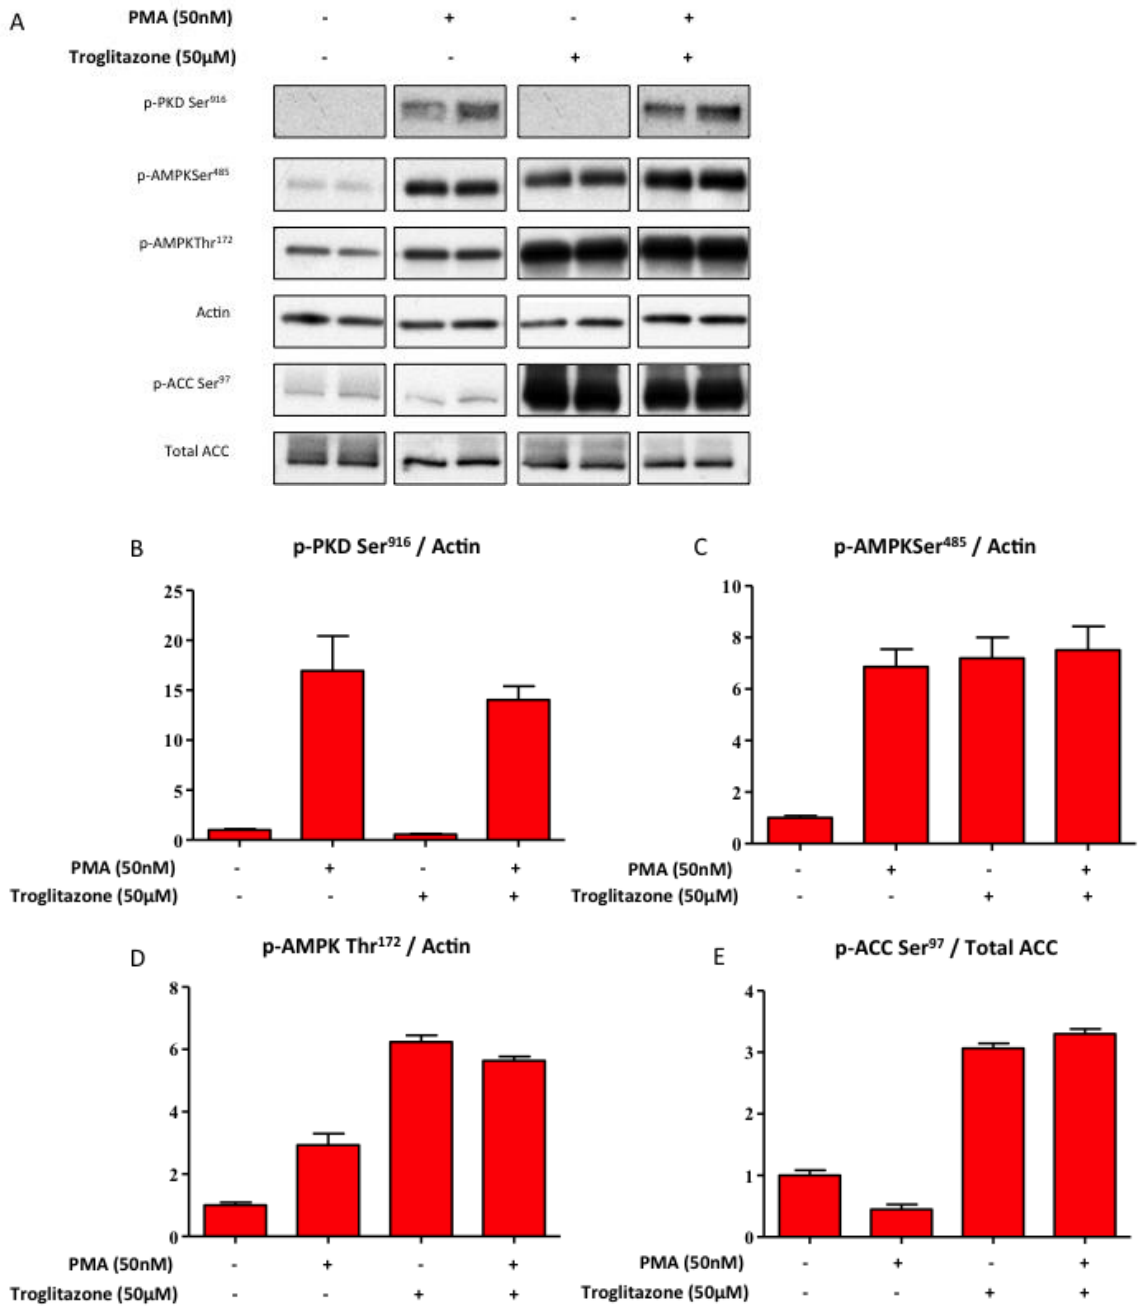 A
PMA (50nM) - + - +
Troglitazone (50µM) - - + +
p-PKD Ser⁹¹⁶
p-AMPKSer⁴⁸⁵
p-AMPKThr¹⁷²
Actin
p-ACC Ser⁹⁷
Total ACC
B
p-PKD Ser⁹¹⁶ / Actin
25
20
15
10
5
0
PMA (50nM) - + - +
Troglitazone (50µM) - - + +
C
p-AMPKSer⁴⁸⁵ / Actin
10
8
6
4
2
0
PMA (50nM) - + - +
Troglitazone (50µM) - - + +
D
p-AMPK Thr¹⁷² / Actin
8
6
4
2
0
PMA (50nM) - + - +
Troglitazone (50µM) - - + +
E
p-ACC Ser⁹⁷ / Total ACC
4
3
2
1
0
PMA (50nM) - + - +
Troglitazone (50µM) - - + +